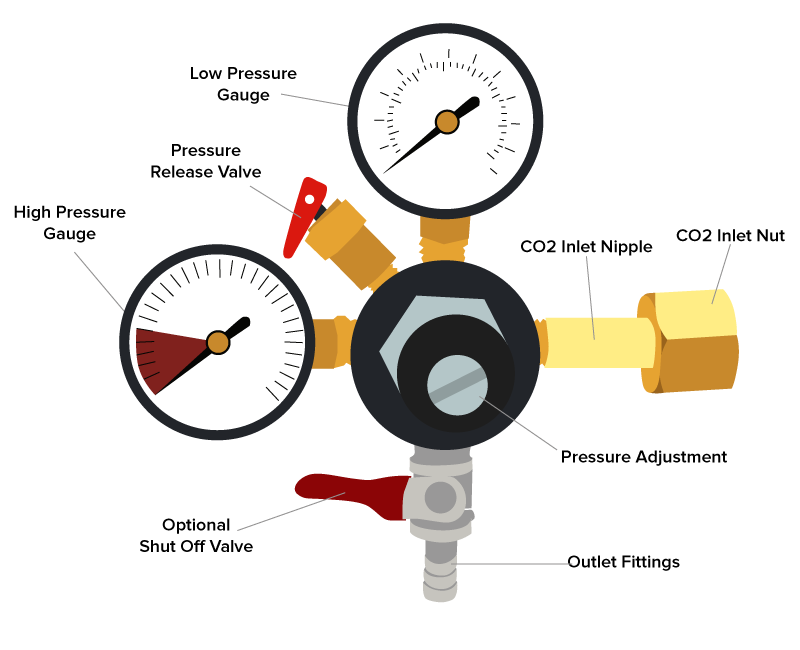 Low Pressure
Gauge
Pressure
Release Valve
High Pressure
Gauge
CO2 Inlet Nipple
CO2 Inlet Nut
Pressure Adjustment
Optional
Shut Off Valve
Outlet Fittings